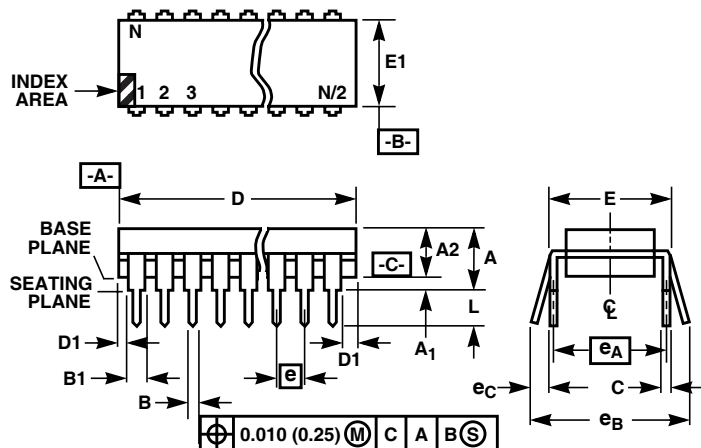 N
E1
INDEX
AREA
1 2 3 N/2
-B-
-A-
D
E
BASE
PLANE
A2
A
-C-
SEATING
PLANE
L
℄
D1
A1
D1
eA
B1
e
eC
C
B
eB
⌖ 0.010 (0.25) Ⓜ C A B Ⓢ